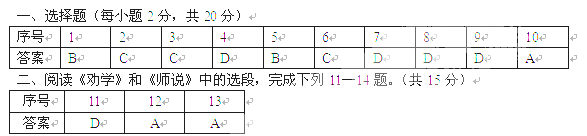 一、选择题（每小题 2 分，共 20 分）
序号 1 2 3 4 5 6 7 8 9 10
答案 B C C D B C D D D A
二、阅读《劝学》和《师说》中的选段，完成下列 11—14 题。（共 15 分）
序号 11 12 13
答案 D A A